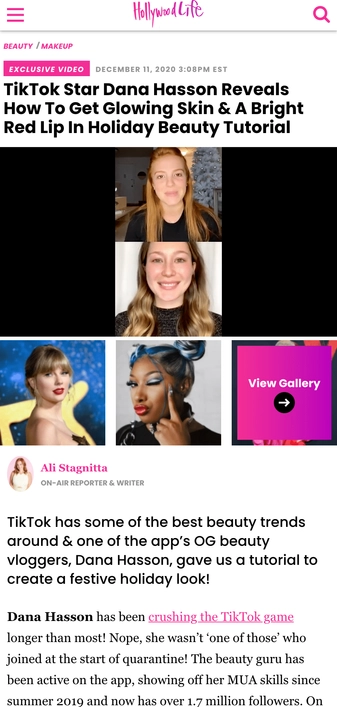 HollywoodLife
BEAUTY / MAKEUP
EXCLUSIVE VIDEO DECEMBER 11, 2020 3:08PM EST
TikTok Star Dana Hasson Reveals
How To Get Glowing Skin & A Bright
Red Lip In Holiday Beauty Tutorial
View Gallery
Ali Stagnitta
ON-AIR REPORTER & WRITER
TikTok has some of the best beauty trends
around & one of the app’s OG beauty
vloggers, Dana Hasson, gave us a tutorial to
create a festive holiday look!
Dana Hasson has been crushing the TikTok game
longer than most! Nope, she wasn’t ‘one of those’ who
joined at the start of quarantine! The beauty guru has
been active on the app, showing off her MUA skills since
summer 2019 and now has over 1.7 million followers. On